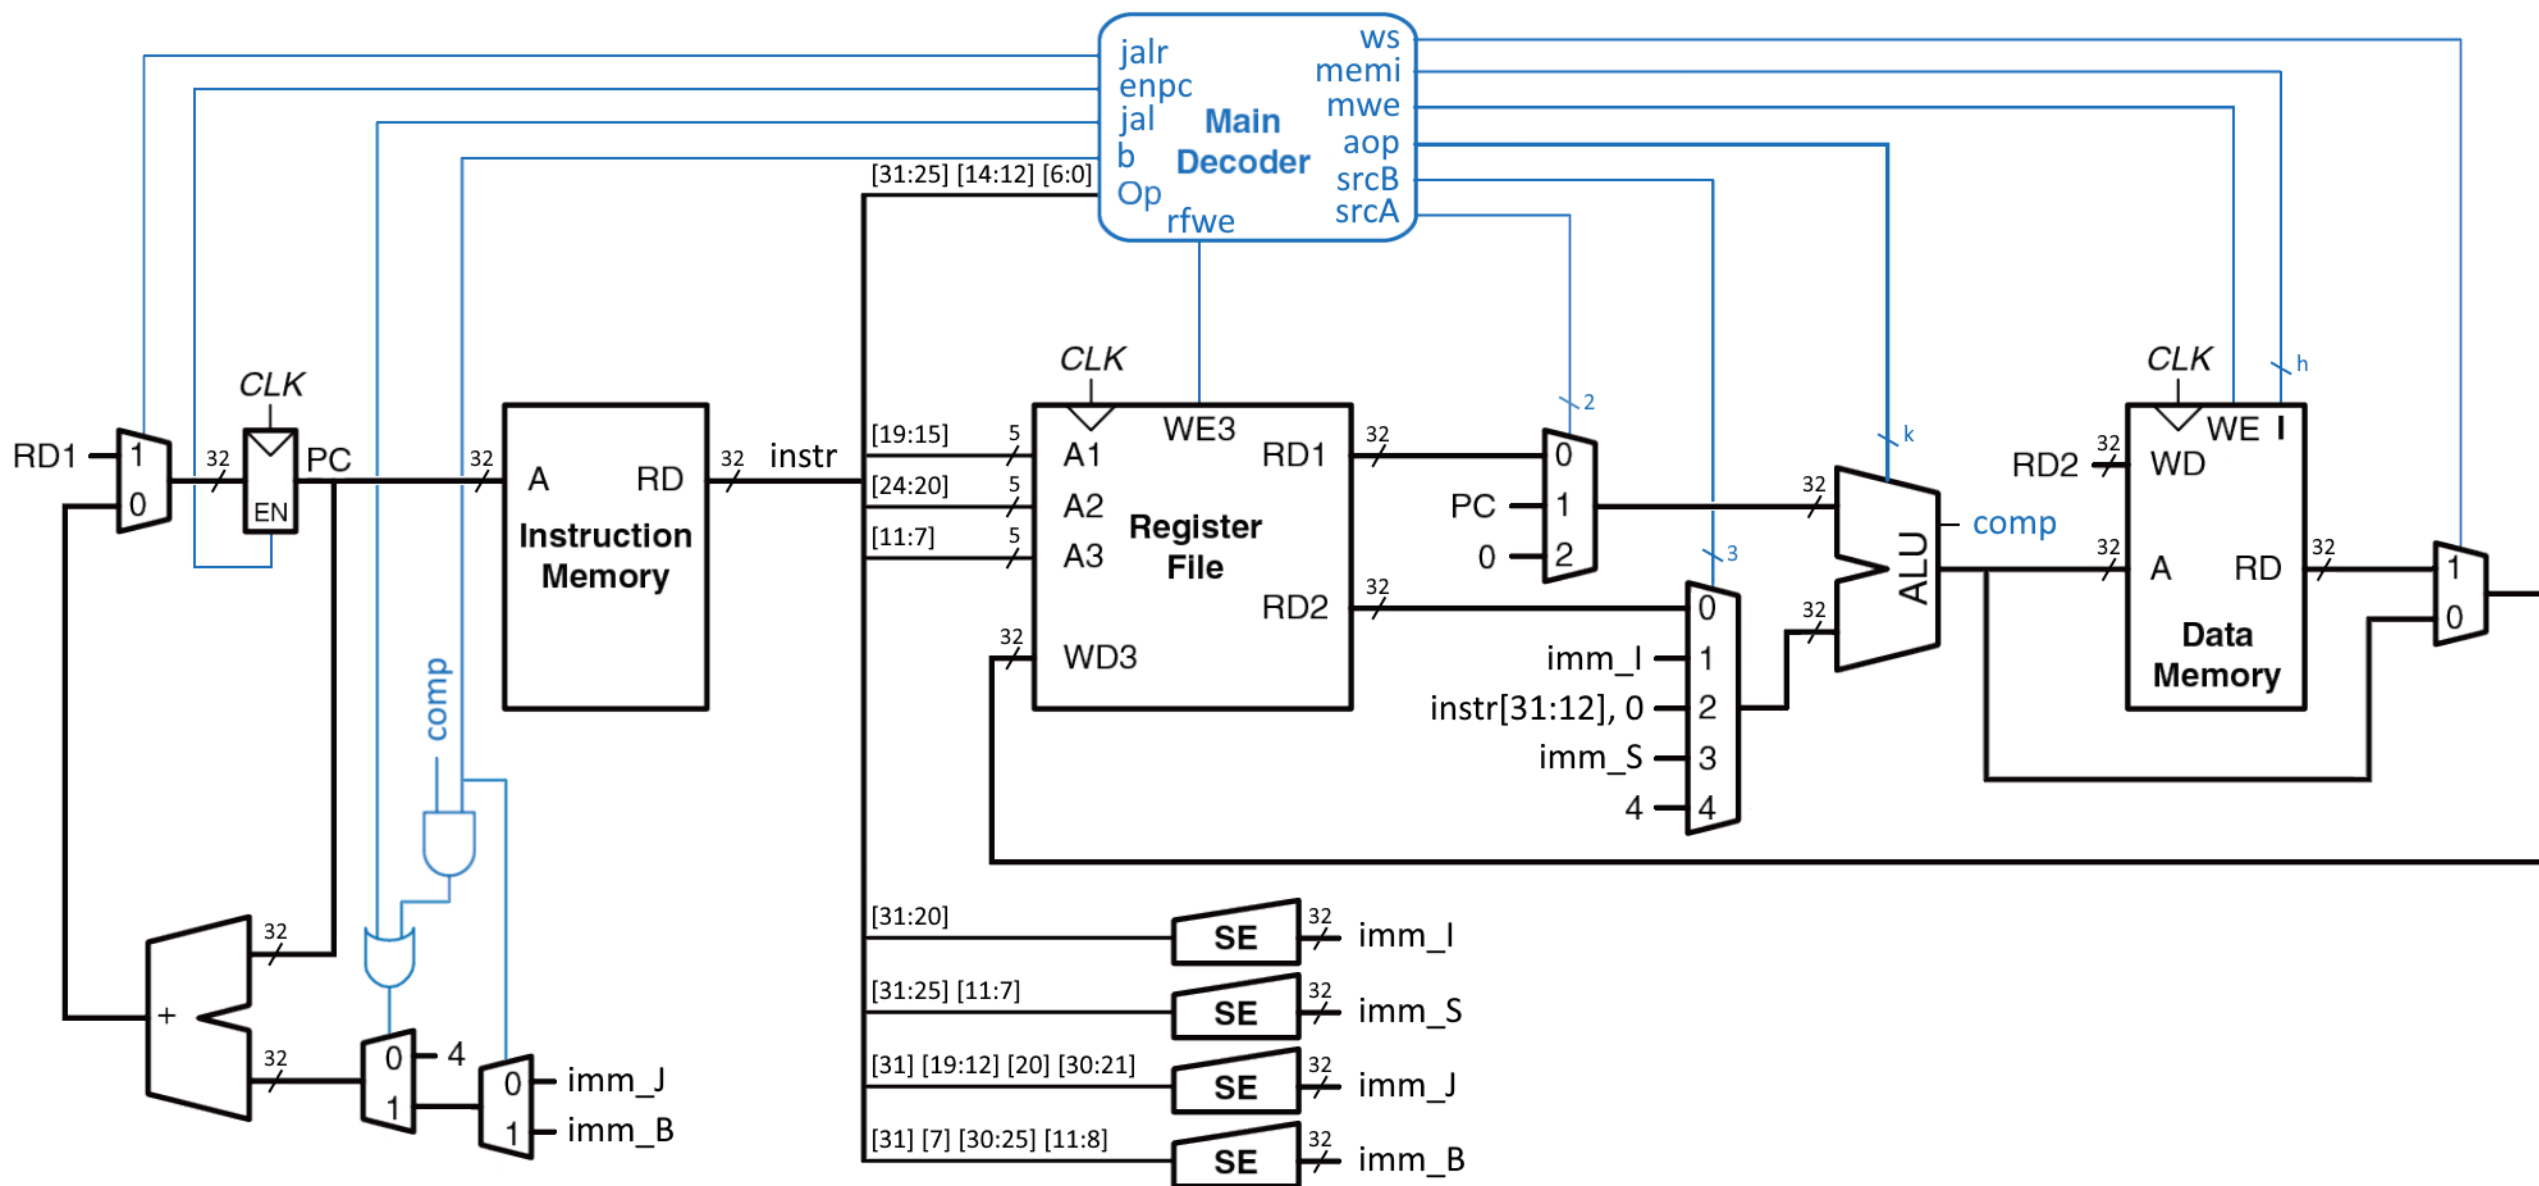 jalr
enpc
jal
b
Op
rfwe
Main
Decoder
ws
memi
mwe
aop
srcB
srcA
[31:25] [14:12] [6:0]
RD1
1
0
32
CLK
EN
PC
32
A
RD
Instruction
Memory
32
instr
[19:15]
5
[24:20]
5
[11:7]
5
CLK
WE3
A1
A2
A3
WD3
32
Register
File
RD1
RD2
32
32
2
0
1
2
PC
0
3
0
1
2
3
4
imm_I
instr[31:12], 0
imm_S
4
32
32
k
ALU
comp
32
CLK
h
WE I
RD2
32
WD
A
RD
Data
Memory
32
1
0
comp
32
+
32
0
1
4
0
1
imm_J
imm_B
[31:20]
SE
32
imm_I
[31:25] [11:7]
SE
32
imm_S
[31] [19:12] [20] [30:21]
SE
32
imm_J
[31] [7] [30:25] [11:8]
SE
32
imm_B